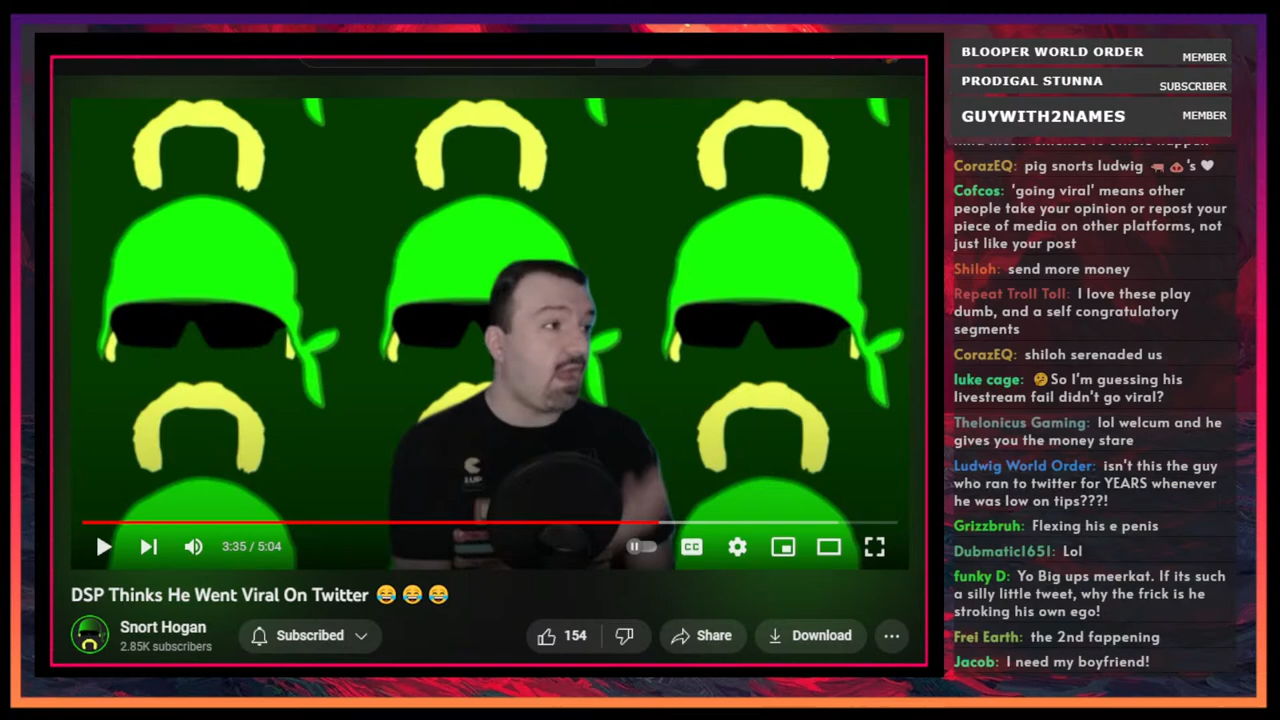 BLOOPER WORLD ORDER
MEMBER
PRODIGAL STUNNA
SUBSCRIBER
GUYWITH2NAMES
MEMBER
CorazEQ: pig snorts ludwig 🐖 🐽's 🤍
Cofcos: 'going viral' means other
people take your opinion or repost your
piece of media on other platforms, not
just like your post
Shiloh: send more money
Repeat Troll Toll: I love these play
dumb, and a self congratulatory
segments
CorazEQ: shiloh serenaded us
luke cage: 🤔So I'm guessing his
livestream fail didn't go viral?
Thelonicus Gaming: lol welcum and he
gives you the money stare
Ludwig World Order: isn't this the guy
who ran to twitter for YEARS whenever
he was low on tips???!
Grizzbruh: Flexing his e penis
Dubmatic1651: Lol
funky D: Yo Big ups meerkat. If its such
a silly little tweet, why the frick is he
stroking his own ego!
Frei Earth: the 2nd fappening
Jacob: I need my boyfriend!
1UP
3:35 / 5:04
CC
DSP Thinks He Went Viral On Twitter 😂 😂 😂
Snort Hogan
2.85K subscribers
Subscribed
154
Share
Download